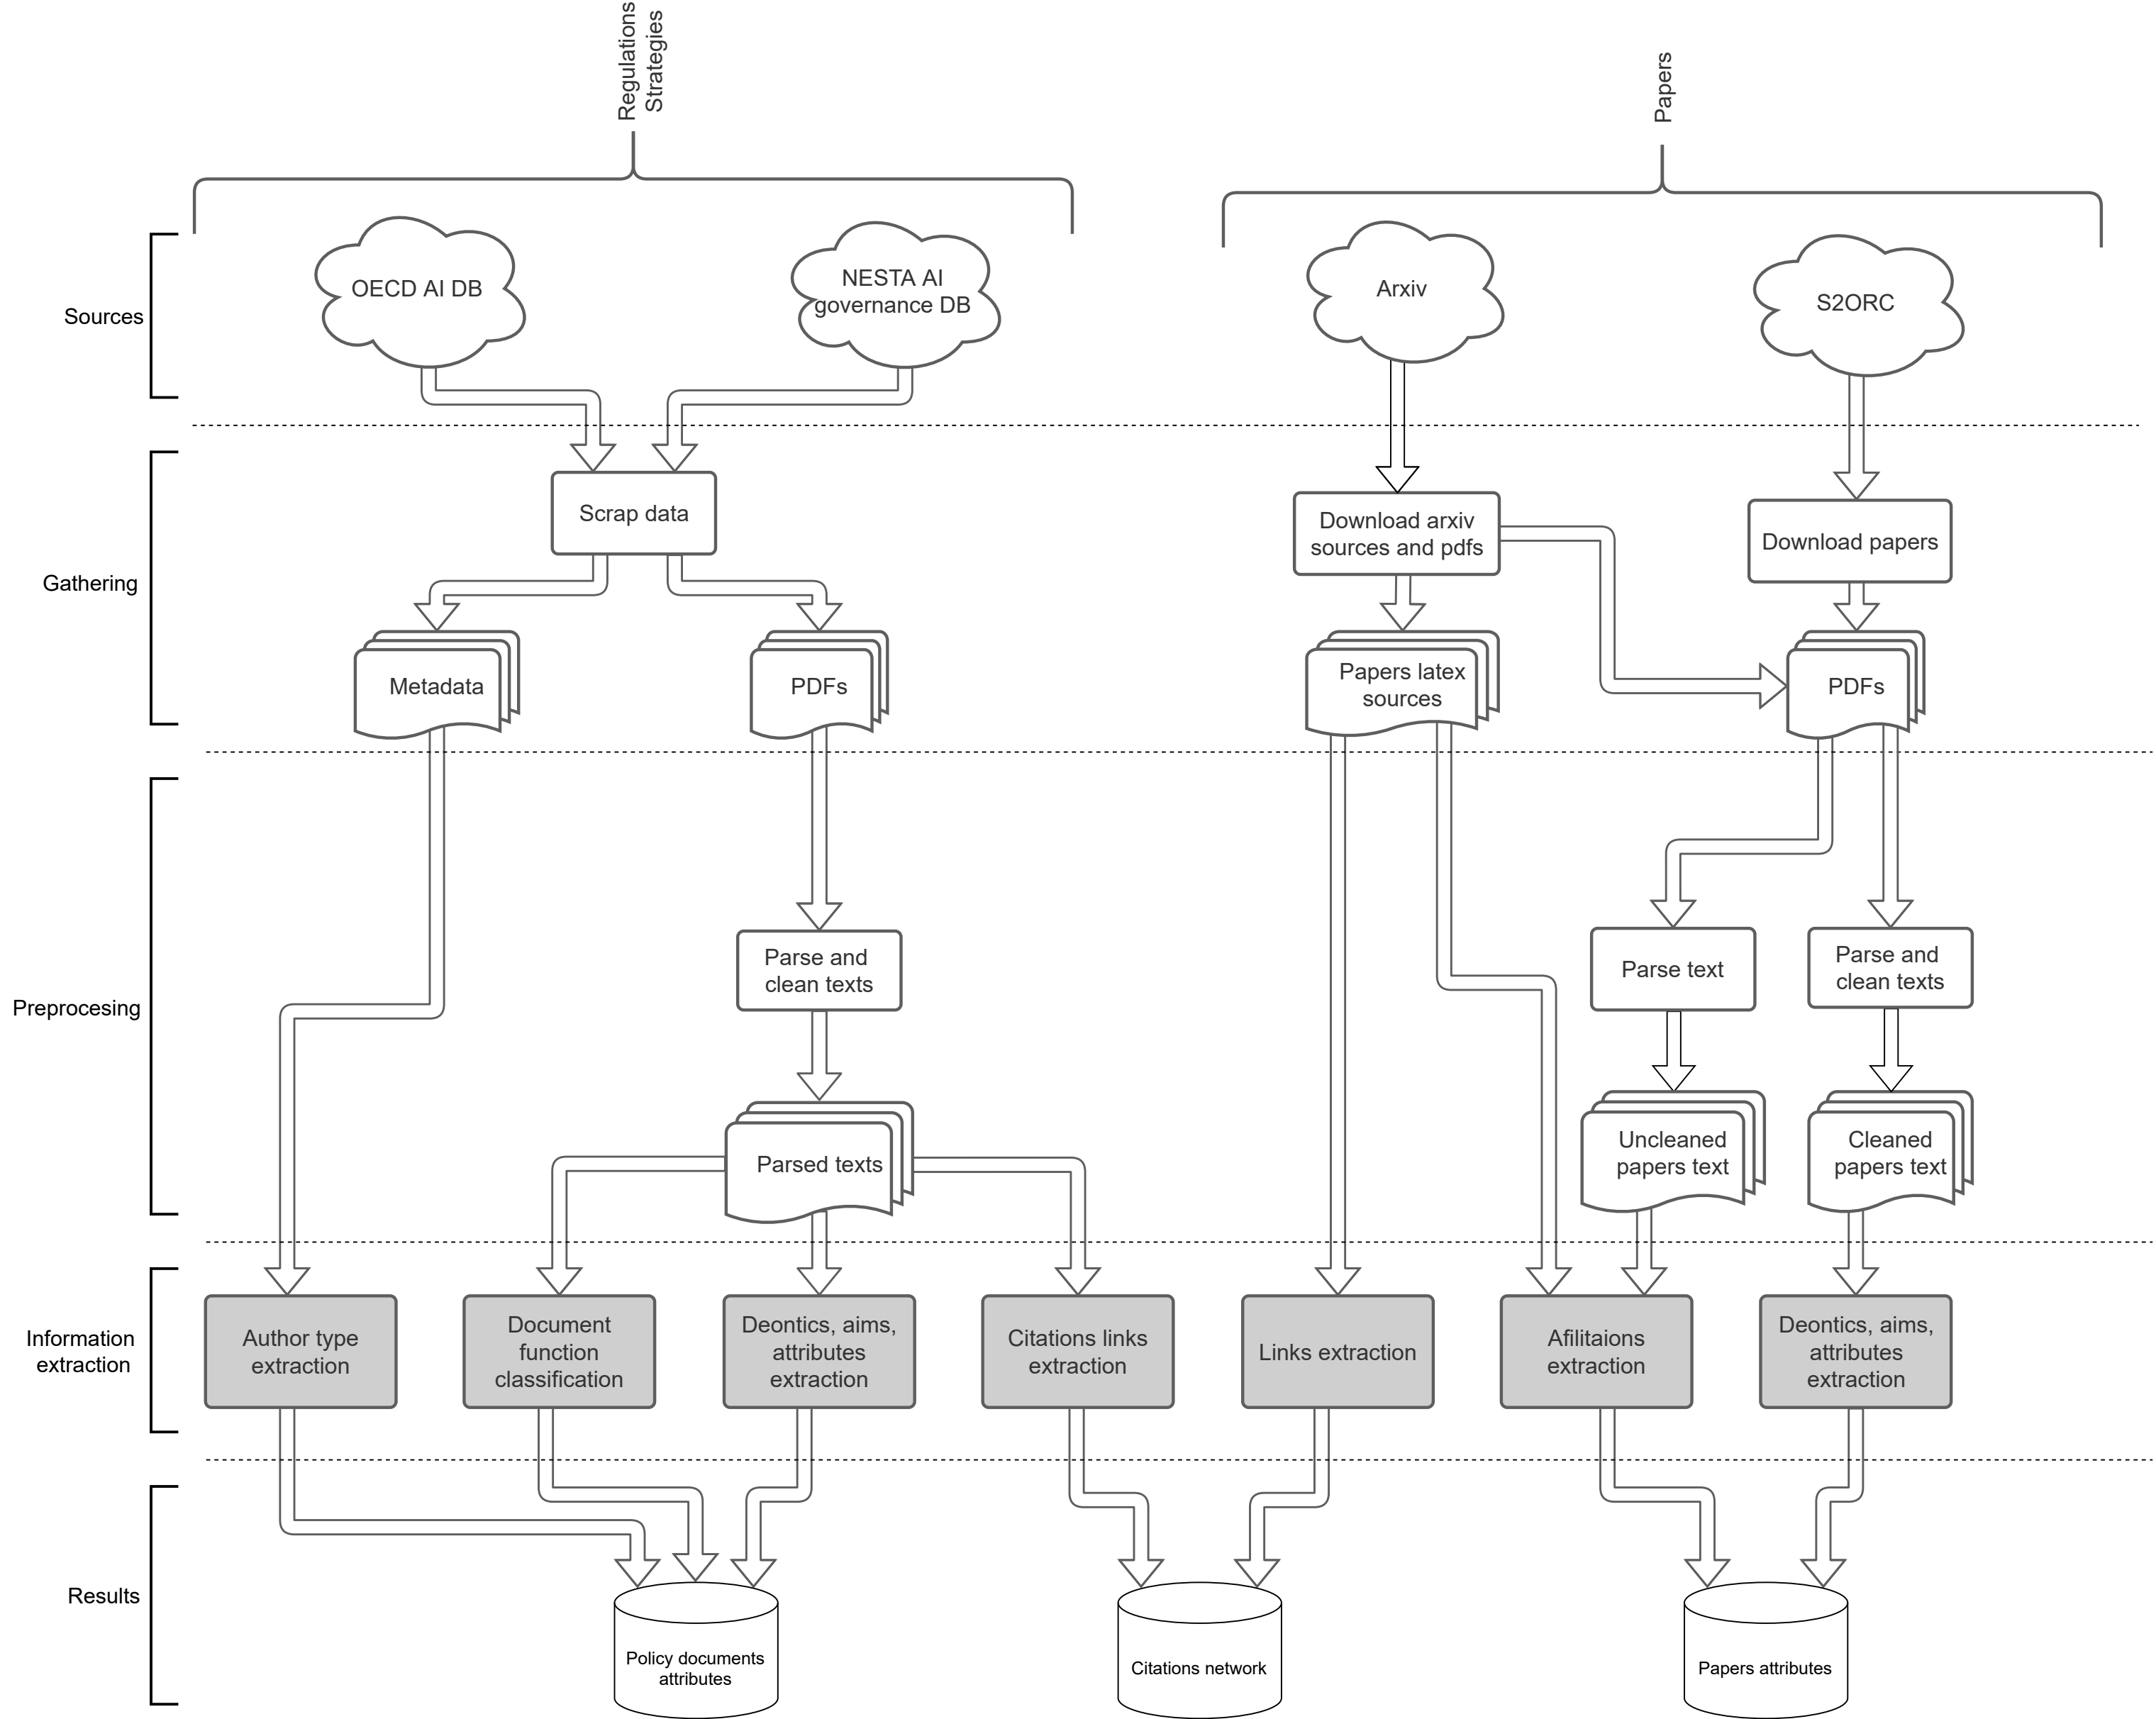 Regulations
Strategies
Papers
Sources
OECD AI DB
NESTA AI
governance DB
Arxiv
S2ORC
Gathering
Scrap data
Download arxiv
sources and pdfs
Download papers
Metadata
PDFs
Papers latex
sources
PDFs
Preprocesing
Parse and
clean texts
Parse text
Parse and
clean texts
Parsed texts
Uncleaned
papers text
Cleaned
papers text
Information
extraction
Author type
extraction
Document
function
classification
Deontics, aims,
attributes
extraction
Citations links
extraction
Links extraction
Afilitaions
extraction
Deontics, aims,
attributes
extraction
Results
Policy documents
attributes
Citations network
Papers attributes